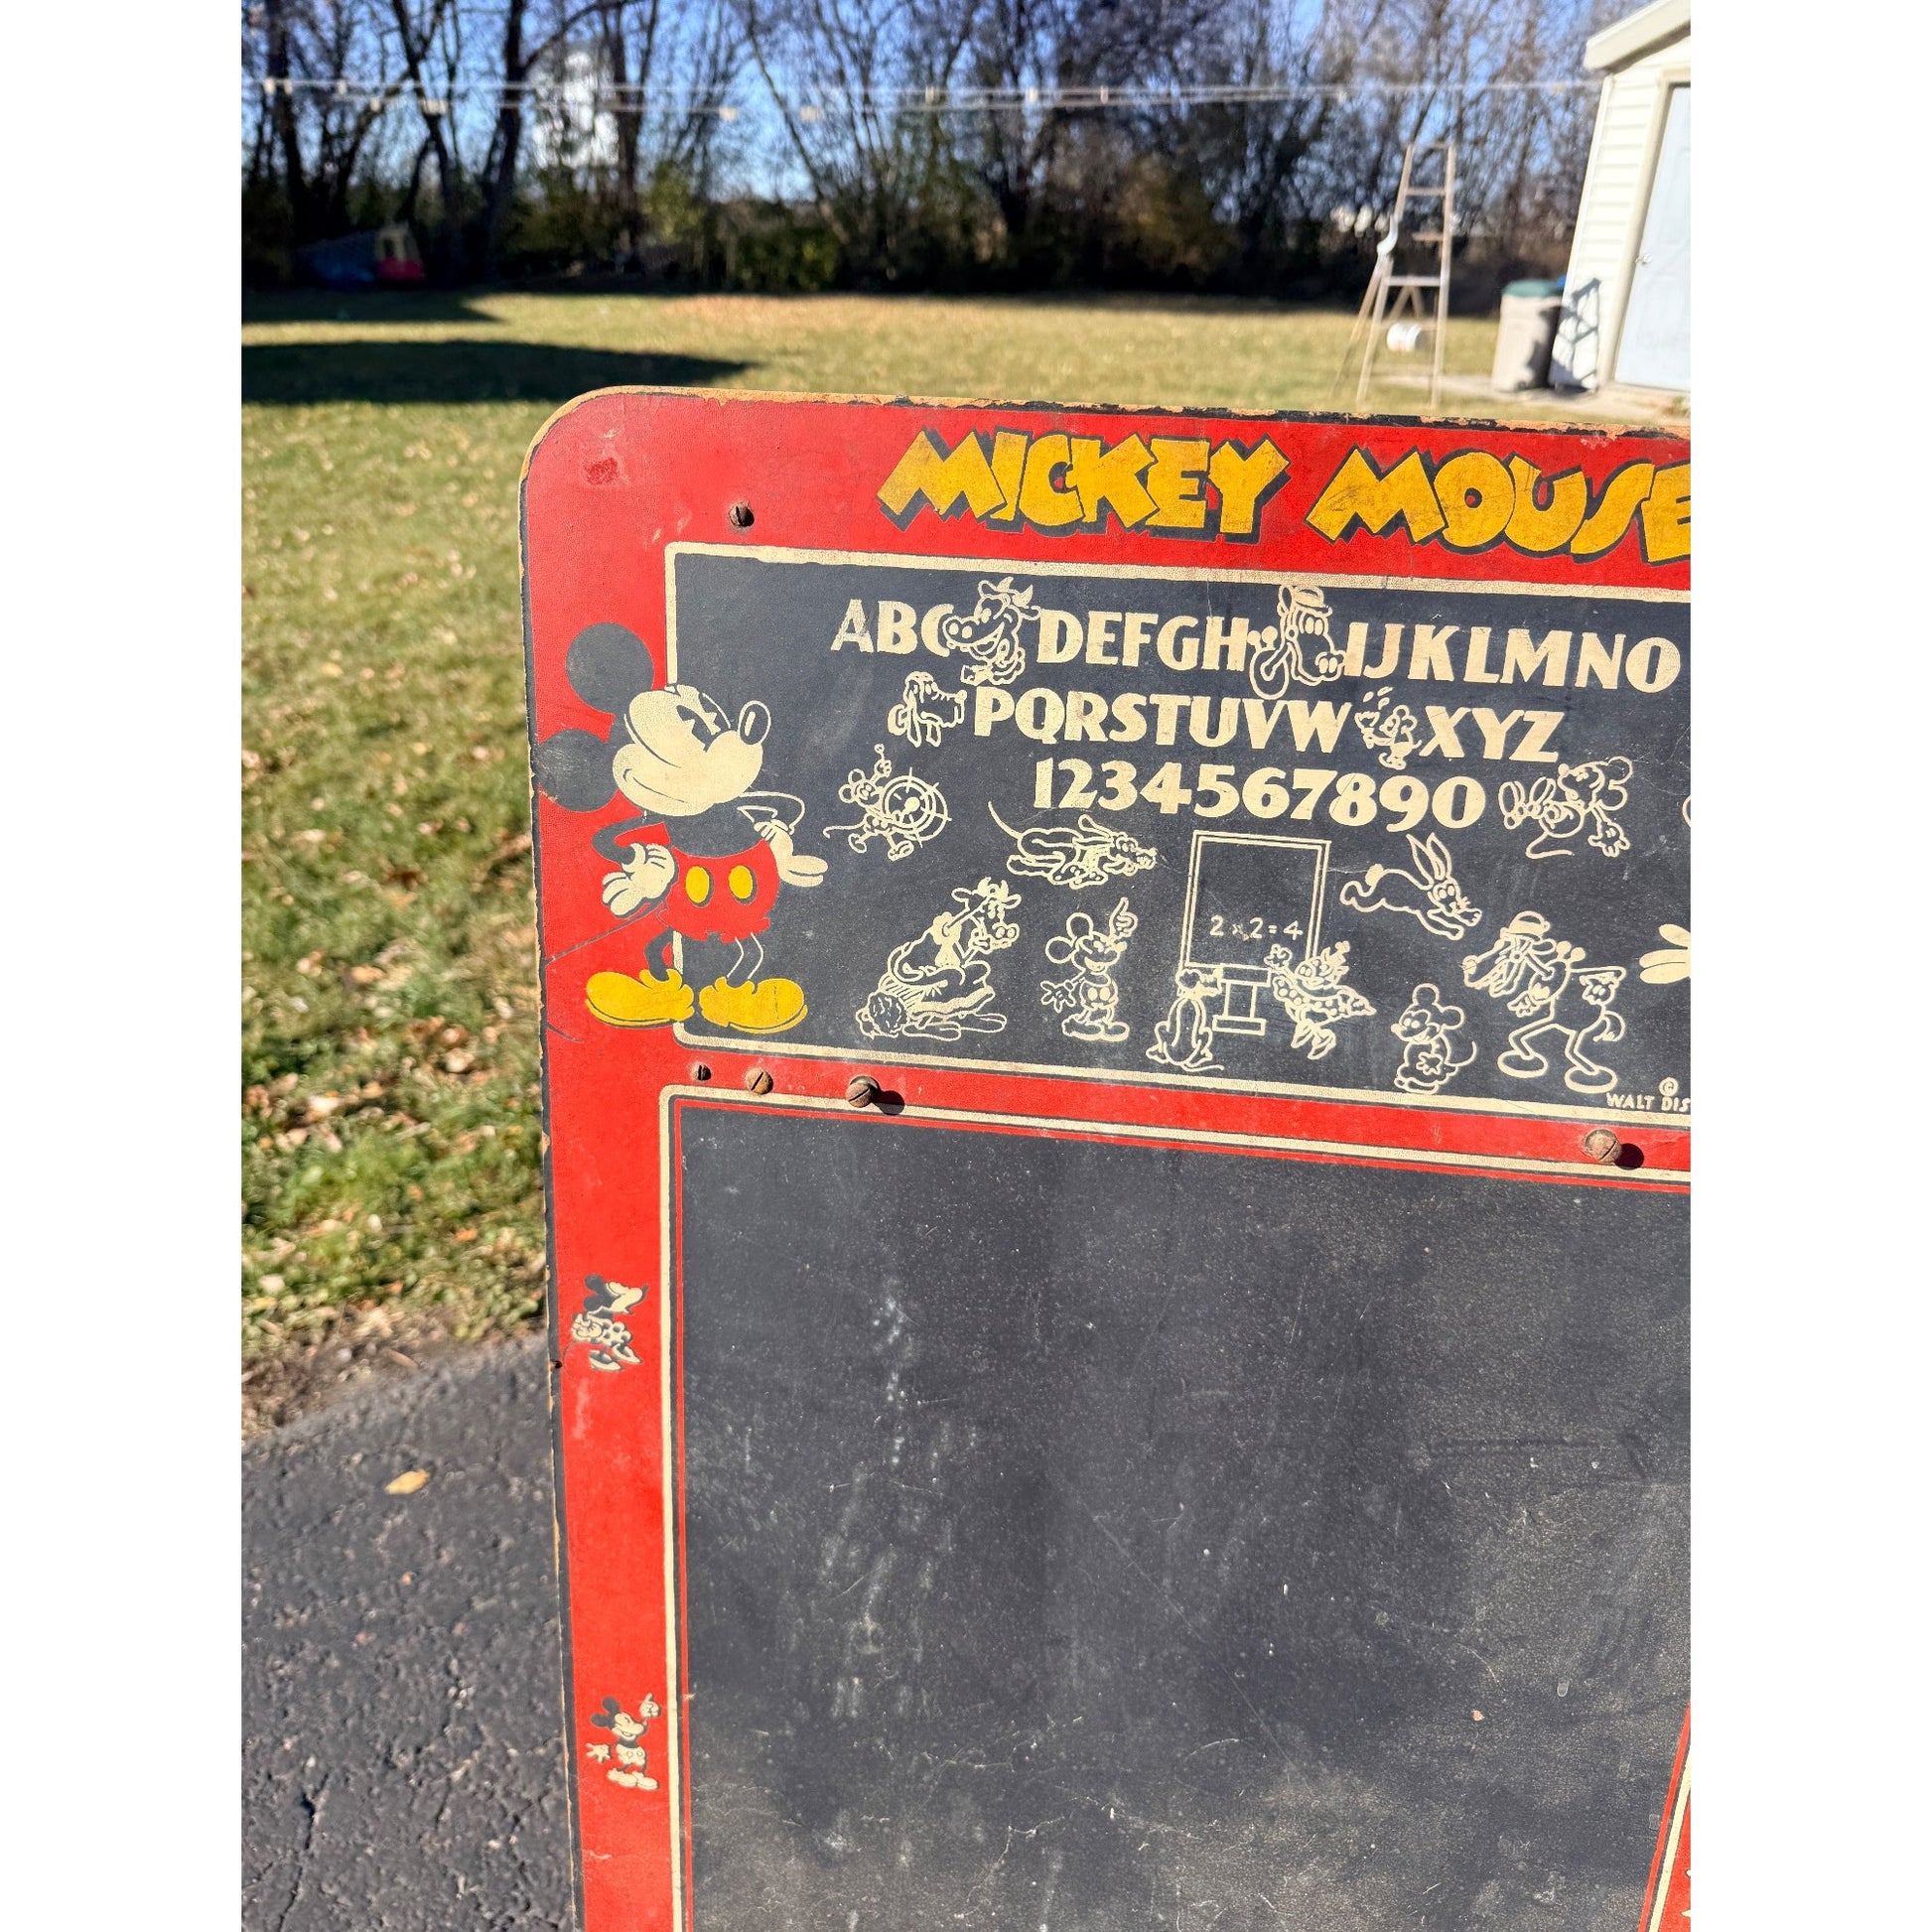 MICKEY MOUSE
ABC DEFGH IJKLMNO
PQRSTUVW XYZ
1234567890
2 x 2 = 4
©
WALT DIS